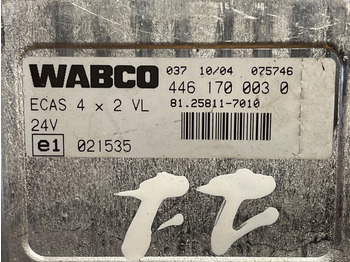 WABCO 037 10/04 075746
446 170 003 0
ECAS 4 × 2 VL 81.25811-7010
24V
e1 021535